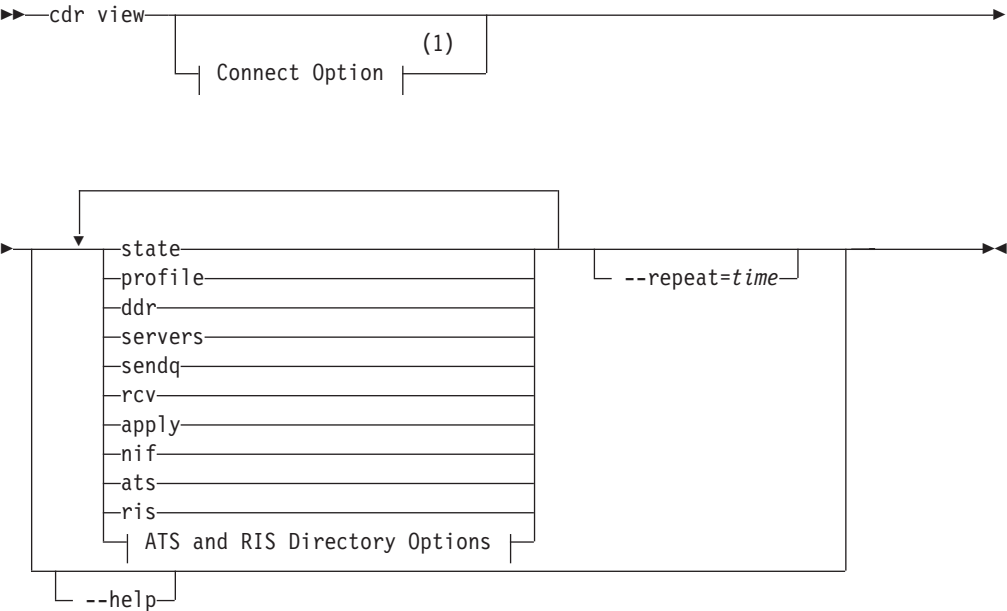 cdr view
(1)
Connect Option
state
profile
--repeat=time
ddr
servers
sendq
rcv
apply
nif
ats
ris
ATS and RIS Directory Options
--help